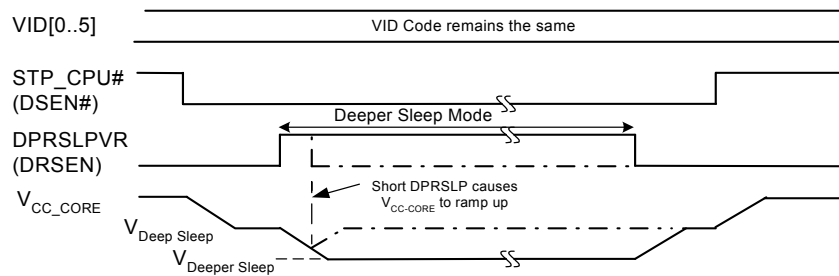 VID[0..5]
VID Code remains the same
STP_CPU#
(DSEN#)
Deeper Sleep Mode
DPRSLPVR
(DRSEN)
Short DPRSLP causes
VCC-CORE to ramp up
VCC_CORE
VDeep Sleep
VDeeper Sleep